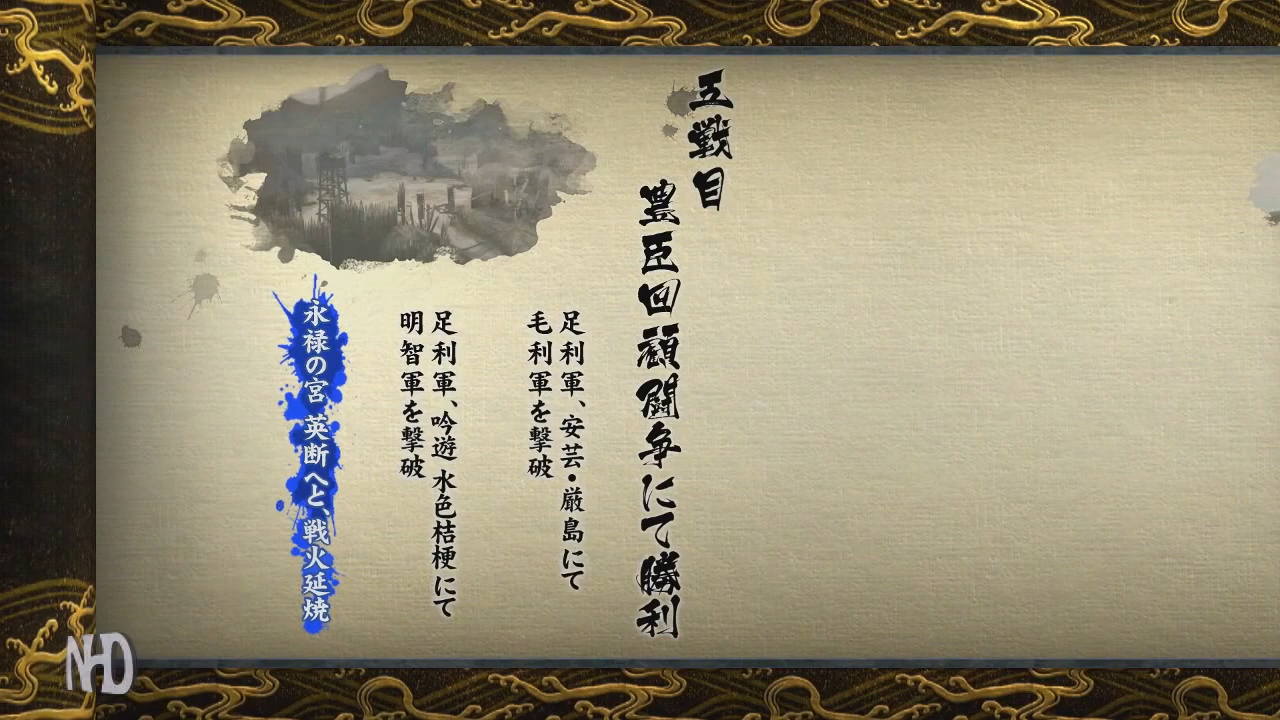 五戦目
豊臣回顧闘争にて勝利
足利軍、安芸・厳島にて
毛利軍を撃破
足利軍、吟遊 水色桔梗にて
明智軍を撃破
永禄の宮 英断へと、戦火延焼
NHD